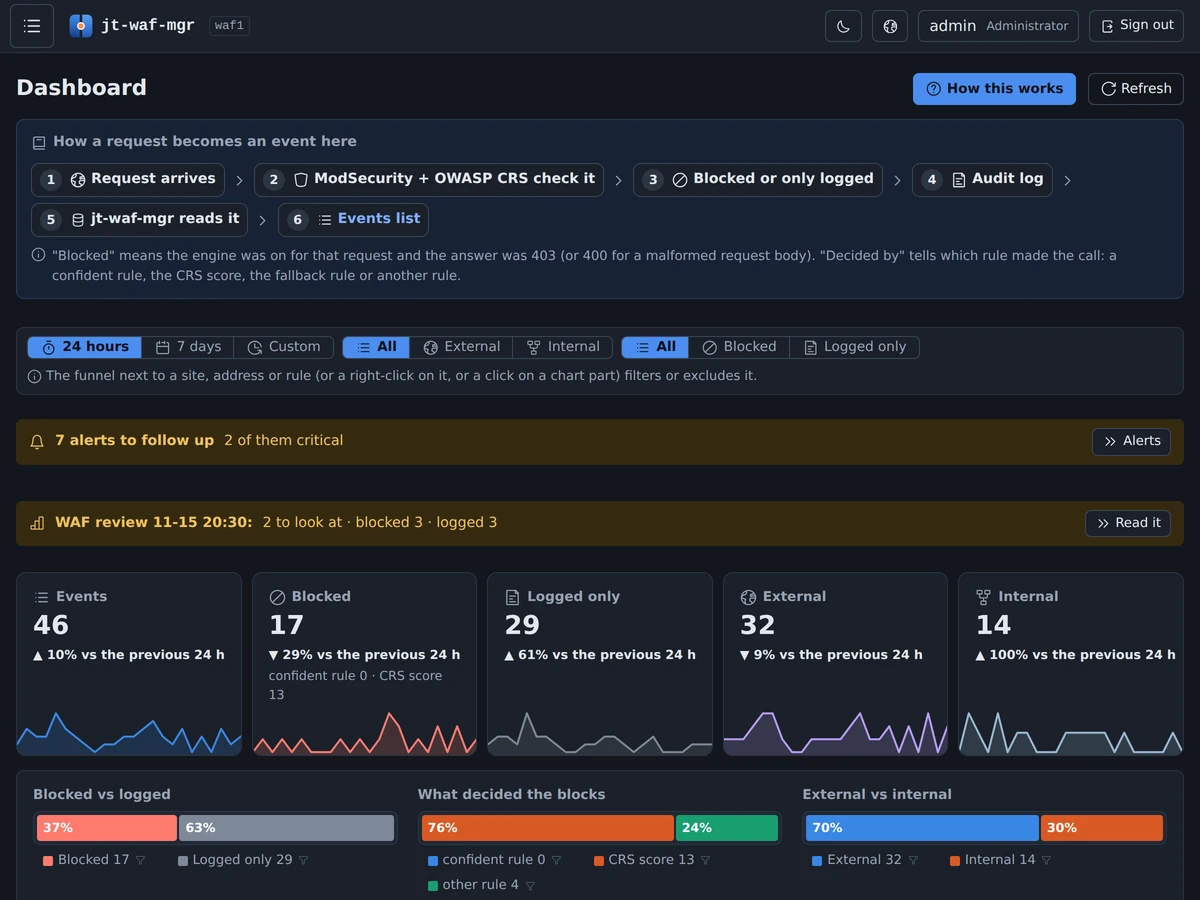 jt-waf-mgr waf1 admin Administrator Sign out
Dashboard How this works Refresh
How a request becomes an event here
1 Request arrives 2 ModSecurity + OWASP CRS check it 3 Blocked or only logged 4 Audit log
5 jt-waf-mgr reads it 6 Events list
"Blocked" means the engine was on for that request and the answer was 403 (or 400 for a malformed request body). "Decided by" tells which rule made the call: a
confident rule, the CRS score, the fallback rule or another rule.
24 hours 7 days Custom All External Internal All Blocked Logged only
The funnel next to a site, address or rule (or a right-click on it, or a click on a chart part) filters or excludes it.
7 alerts to follow up 2 of them critical Alerts
WAF review 11-15 20:30: 2 to look at · blocked 3 · logged 3 Read it
Events
46
▲ 10% vs the previous 24 h
Blocked
17
▼ 29% vs the previous 24 h
confident rule 0 · CRS score
13
Logged only
29
▲ 61% vs the previous 24 h
External
32
▼ 9% vs the previous 24 h
Internal
14
▲ 100% vs the previous 24 h
Blocked vs logged
37% 63%
Blocked 17 Logged only 29
What decided the blocks
76% 24%
confident rule 0 CRS score 13
other rule 4
External vs internal
70% 30%
External 32 Internal 14